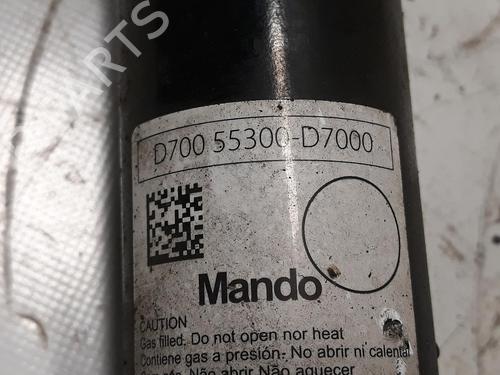 PARTS
D700 55300-D7000
Mando
CAUTION
Gas filled. Do not open nor heat
Contiene gas a presión. No abrir ni calentar
Não abrir Não aquecer